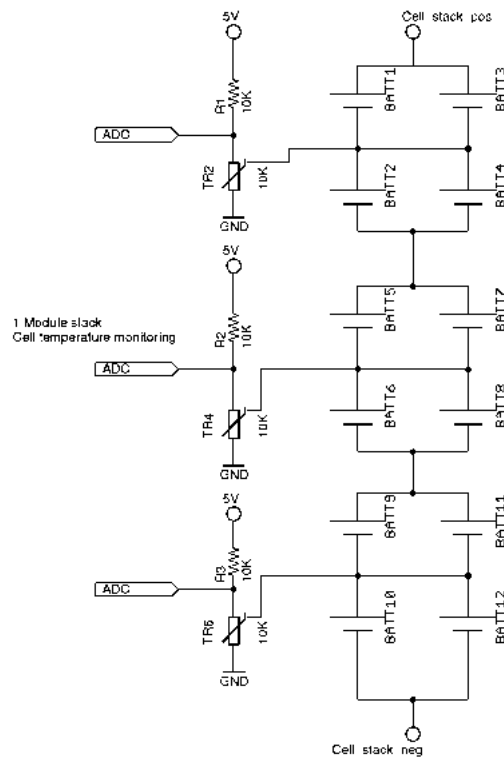 Cell stack pos
5V
R1
10K
BATT1
BATT3
ADC
TR2
10K
BATT2
BATT4
GND
5V
1 Module stack
Cell temperature monitoring
R2
10K
BATT5
BATT7
ADC
TR4
10K
BATT6
BATT8
GND
5V
R3
10K
BATT9
BATT11
ADC
TR6
10K
BATT10
BATT12
GND
Cell stack neg